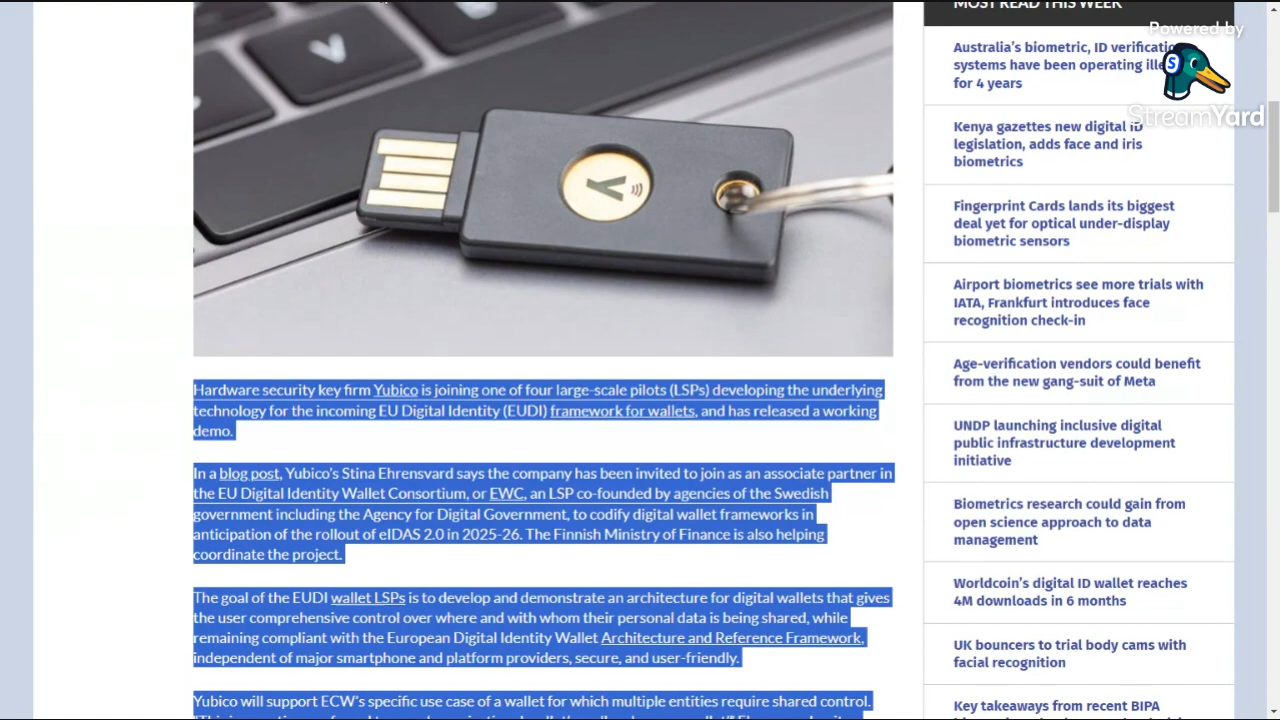 MOST READ THIS WEEK
Powered by
StreamYard
V
Y
Hardware security key firm Yubico is joining one of four large-scale pilots (LSPs) developing the underlying
technology for the incoming EU Digital Identity (EUDI) framework for wallets, and has released a working
demo.
In a blog post, Yubico’s Stina Ehrensvard says the company has been invited to join as an associate partner in
the EU Digital Identity Wallet Consortium, or EWC, an LSP co-founded by agencies of the Swedish
government including the Agency for Digital Government, to codify digital wallet frameworks in
anticipation of the rollout of eIDAS 2.0 in 2025-26. The Finnish Ministry of Finance is also helping
coordinate the project.
The goal of the EUDI wallet LSPs is to develop and demonstrate an architecture for digital wallets that gives
the user comprehensive control over where and with whom their personal data is being shared, while
remaining compliant with the European Digital Identity Wallet Architecture and Reference Framework,
independent of major smartphone and platform providers, secure, and user-friendly.
Yubico will support ECW’s specific use case of a wallet for which multiple entities require shared control.
Australia’s biometric, ID verification
systems have been operating
for 4 years
Kenya gazettes new digital ID
legislation, adds face and iris
biometrics
Fingerprint Cards lands its biggest
deal yet for optical under-display
biometric sensors
Airport biometrics see more trials with
IATA, Frankfurt introduces face
recognition check-in
Age-verification vendors could benefit
from the new gang-suit of Meta
UNDP launching inclusive digital
public infrastructure development
initiative
Biometrics research could gain from
open science approach to data
management
Worldcoin’s digital ID wallet reaches
4M downloads in 6 months
UK bouncers to trial body cams with
facial recognition
Key takeaways from recent BIPA